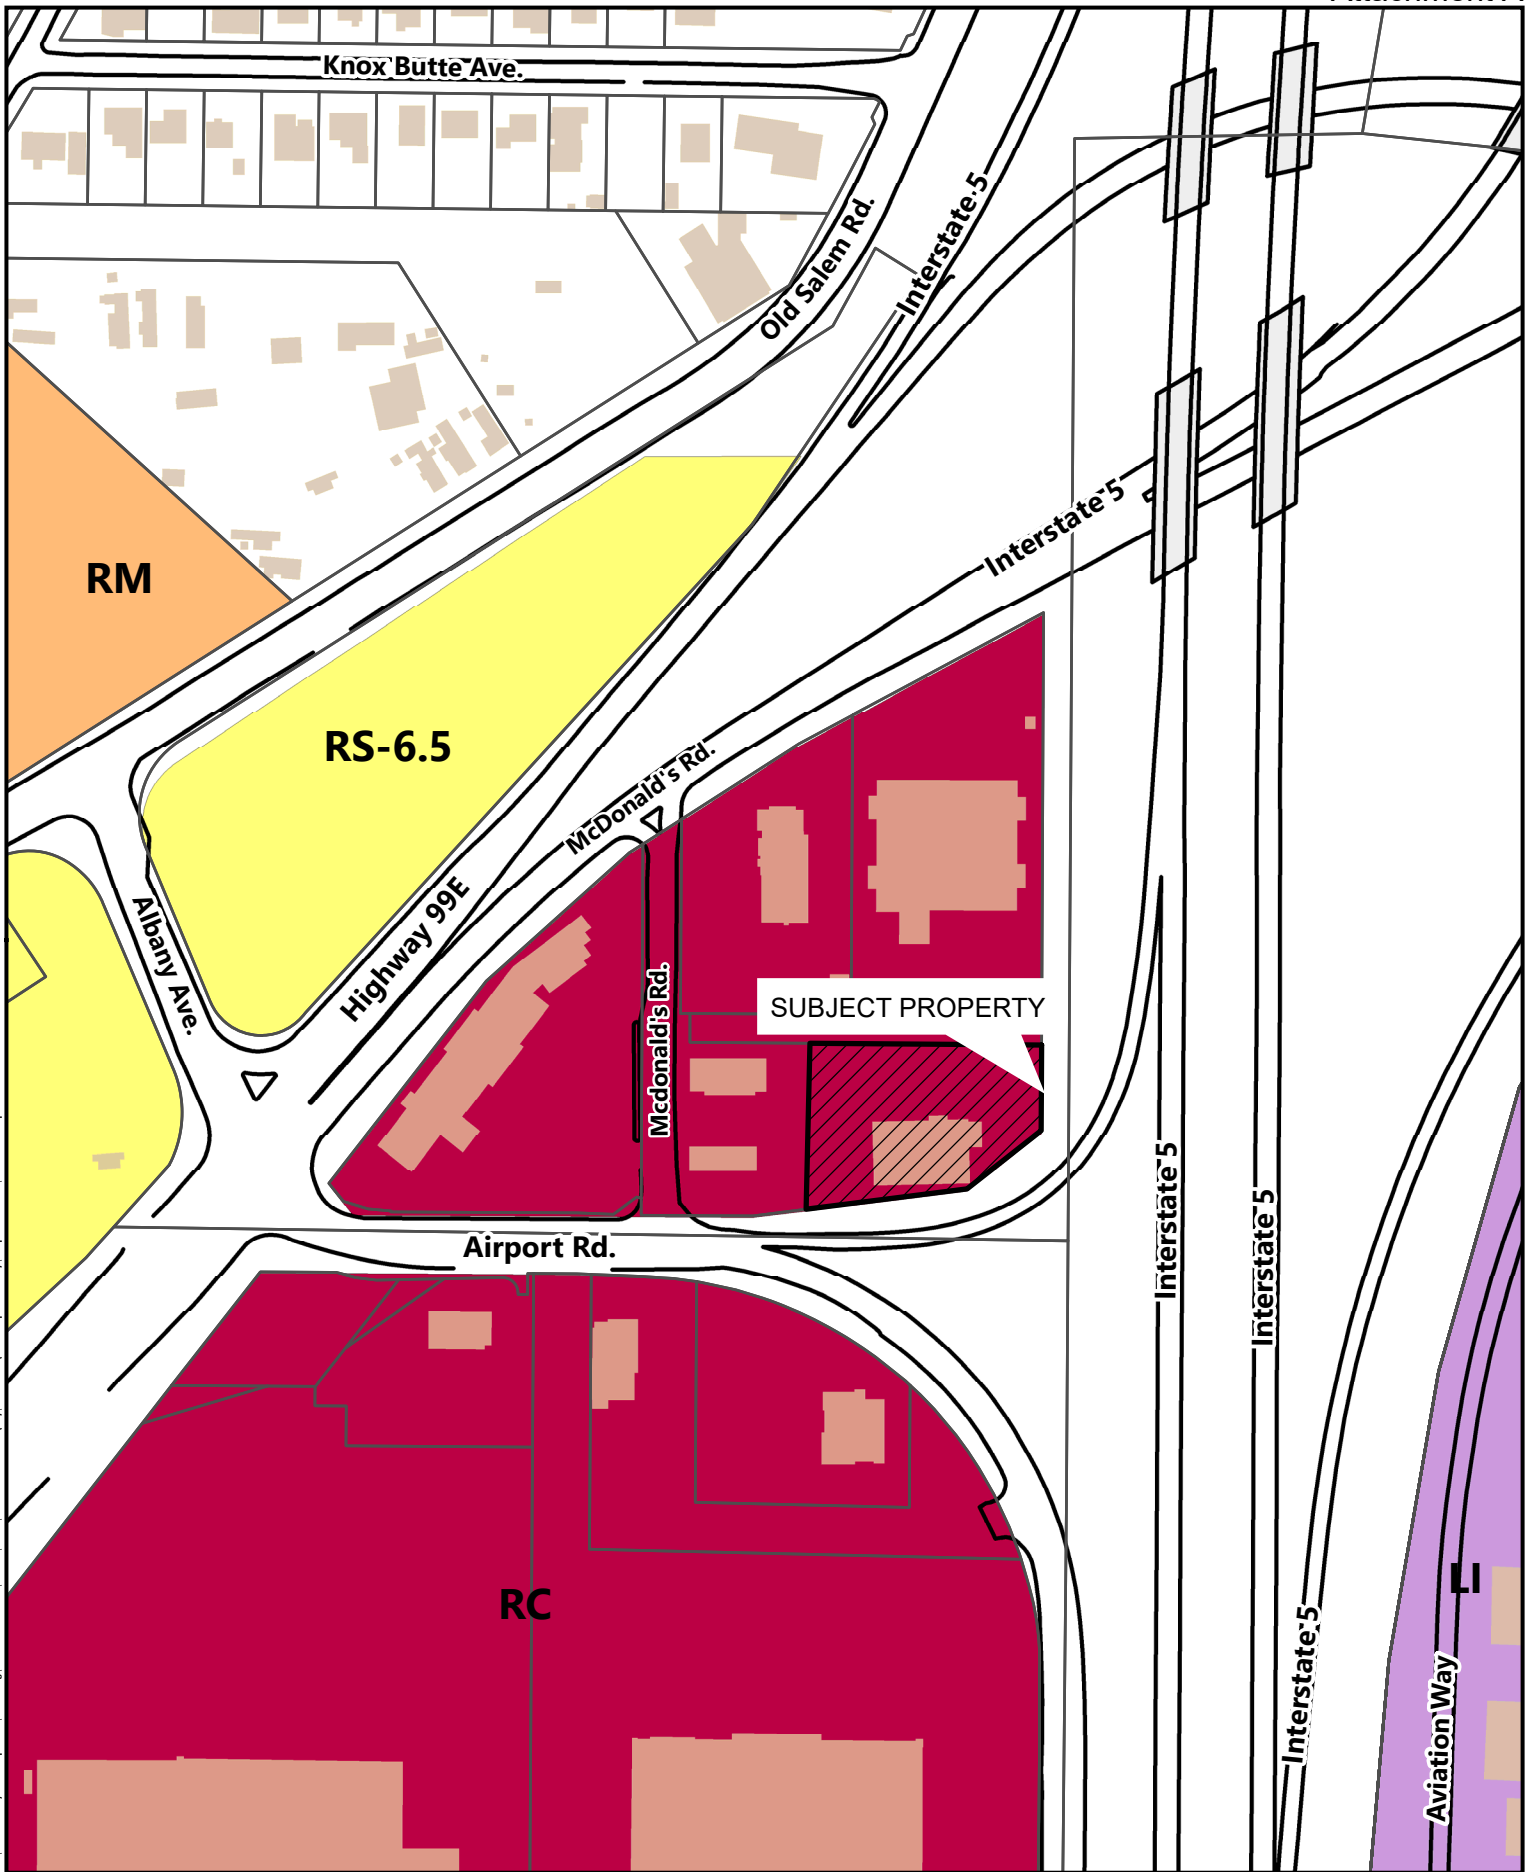 Knox Butte Ave.
Interstate 5
Old Salem Rd.
Interstate 5
RM
RS-6.5
McDonald's Rd.
Highway 99E
Albany Ave.
Mcdonald's Rd.
SUBJECT PROPERTY
Interstate 5
Interstate 5
Airport Rd.
RC
LI
Interstate 5
Aviation Way